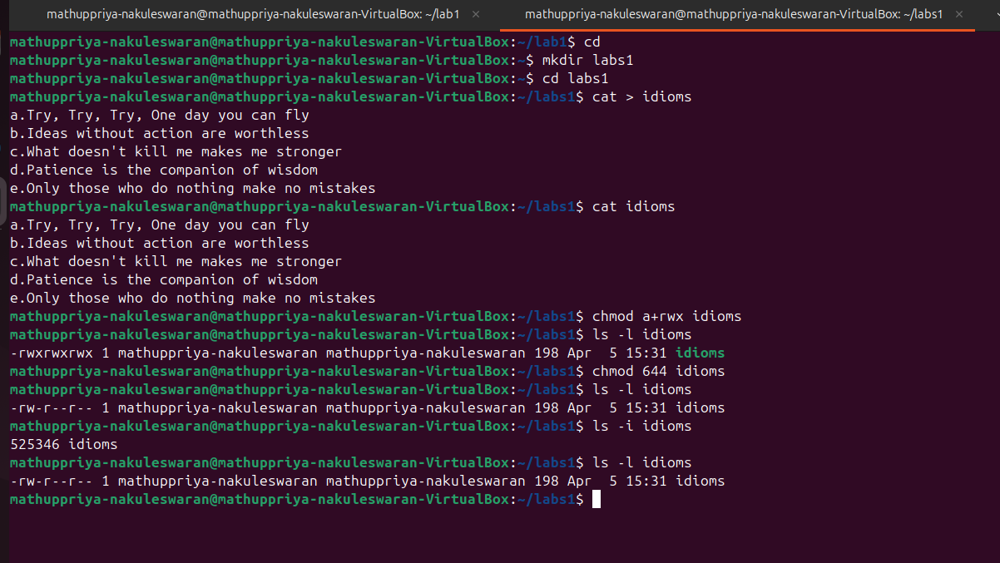 mathuppriya-nakuleswaran@mathuppriya-nakuleswaran-VirtualBox: ~/lab1 × mathuppriya-nakuleswaran@mathuppriya-nakuleswaran-VirtualBox: ~/labs1 ×
mathuppriya-nakuleswaran@mathuppriya-nakuleswaran-VirtualBox:~/lab1$ cd
mathuppriya-nakuleswaran@mathuppriya-nakuleswaran-VirtualBox:~$ mkdir labs1
mathuppriya-nakuleswaran@mathuppriya-nakuleswaran-VirtualBox:~$ cd labs1
mathuppriya-nakuleswaran@mathuppriya-nakuleswaran-VirtualBox:~/labs1$ cat > idioms
a.Try, Try, Try, One day you can fly
b.Ideas without action are worthless
c.What doesn't kill me makes me stronger
d.Patience is the companion of wisdom
e.Only those who do nothing make no mistakes
mathuppriya-nakuleswaran@mathuppriya-nakuleswaran-VirtualBox:~/labs1$ cat idioms
a.Try, Try, Try, One day you can fly
b.Ideas without action are worthless
c.What doesn't kill me makes me stronger
d.Patience is the companion of wisdom
e.Only those who do nothing make no mistakes
mathuppriya-nakuleswaran@mathuppriya-nakuleswaran-VirtualBox:~/labs1$ chmod a+rwx idioms
mathuppriya-nakuleswaran@mathuppriya-nakuleswaran-VirtualBox:~/labs1$ ls -l idioms
-rwxrwxrwx 1 mathuppriya-nakuleswaran mathuppriya-nakuleswaran 198 Apr  5 15:31 idioms
mathuppriya-nakuleswaran@mathuppriya-nakuleswaran-VirtualBox:~/labs1$ chmod 644 idioms
mathuppriya-nakuleswaran@mathuppriya-nakuleswaran-VirtualBox:~/labs1$ ls -l idioms
-rw-r--r-- 1 mathuppriya-nakuleswaran mathuppriya-nakuleswaran 198 Apr  5 15:31 idioms
mathuppriya-nakuleswaran@mathuppriya-nakuleswaran-VirtualBox:~/labs1$ ls -i idioms
525346 idioms
mathuppriya-nakuleswaran@mathuppriya-nakuleswaran-VirtualBox:~/labs1$ ls -l idioms
-rw-r--r-- 1 mathuppriya-nakuleswaran mathuppriya-nakuleswaran 198 Apr  5 15:31 idioms
mathuppriya-nakuleswaran@mathuppriya-nakuleswaran-VirtualBox:~/labs1$